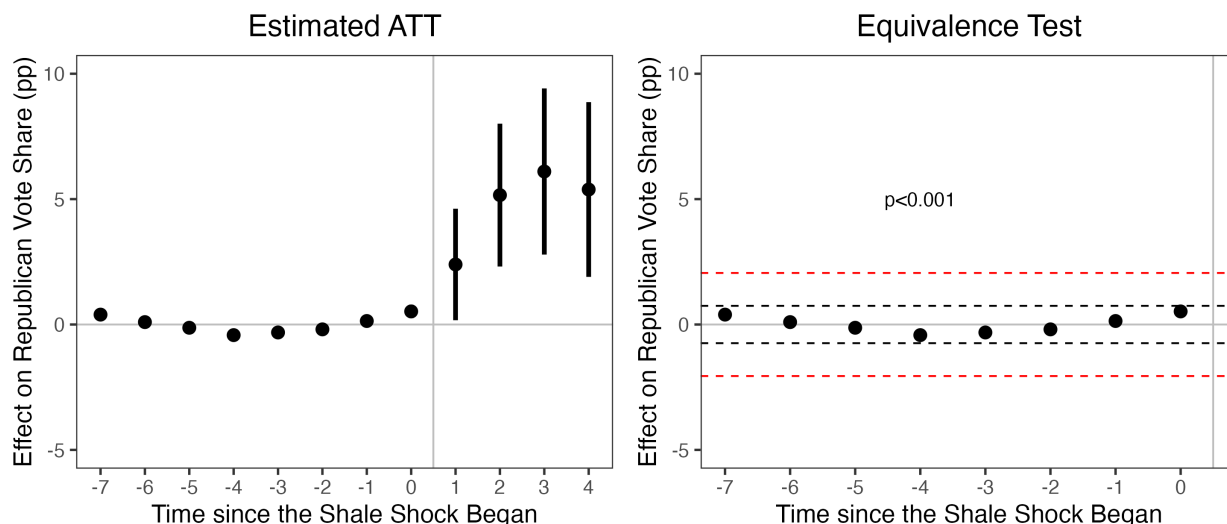 Estimated ATT
Effect on Republican Vote Share (pp)
10
5
0
-5
-7 -6 -5 -4 -3 -2 -1 0 1 2 3 4
Time since the Shale Shock Began
Equivalence Test
Effect on Republican Vote Share (pp)
10
5
0
-5
p<0.001
-7 -6 -5 -4 -3 -2 -1 0
Time since the Shale Shock Began